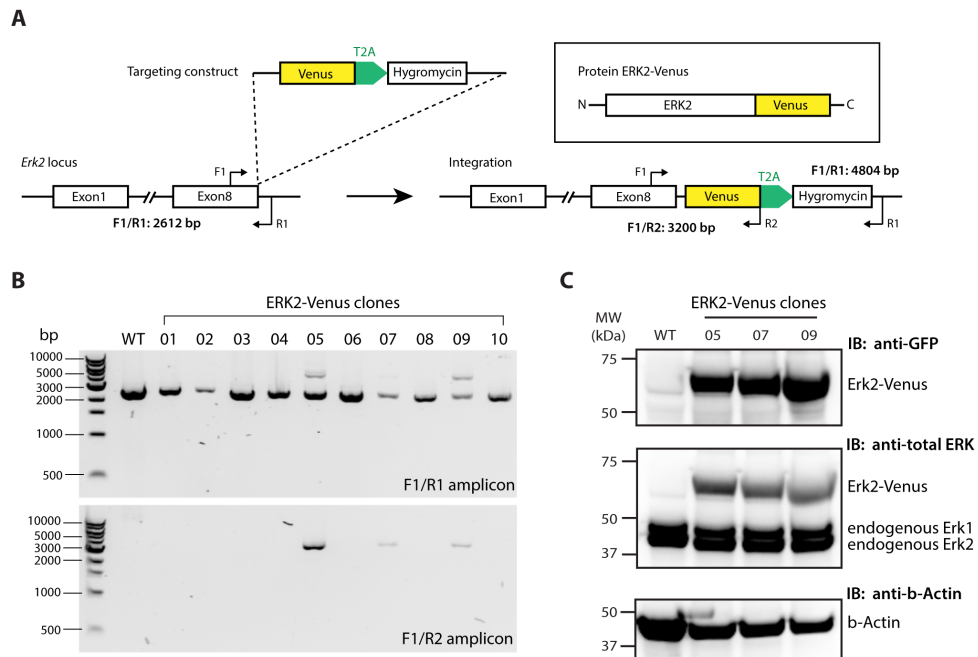 A
Targeting construct
Venus
T2A
Hygromycin
Protein ERK2-Venus
N
ERK2
Venus
C
Erk2 locus
F1
Exon1
Exon8
R1
F1/R1: 2612 bp
Integration
F1
F1/R1: 4804 bp
T2A
Exon1
Exon8
Venus
Hygromycin
F1/R2: 3200 bp
R2
R1
B
ERK2-Venus clones
bp
WT 01 02 03 04 05 06 07 08 09 10
10000
5000
3000
2000
1000
500
F1/R1 amplicon
10000
5000
3000
2000
1000
500
F1/R2 amplicon
C
ERK2-Venus clones
MW
(kDa)
WT 05 07 09
IB: anti-GFP
75
Erk2-Venus
50
IB: anti-total ERK
75
Erk2-Venus
50
endogenous Erk1
endogenous Erk2
37
IB: anti-b-Actin
50
b-Actin
37